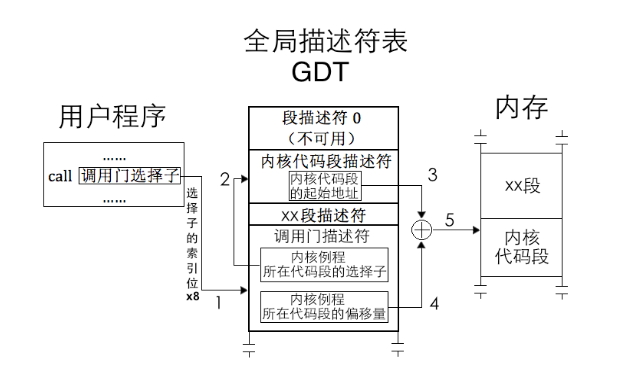 全局描述符表
GDT
用户程序
内存
段描述符 0
（不可用）
……
call 调用门选择子
……
内核代码段描述符
内核代码段
的起始地址
xx段描述符
调用门描述符
内核例程
所在代码段的选择子
内核例程
所在代码段的偏移量
选择子的索引位
x8
1
2
3
4
5
xx段
内核
代码段